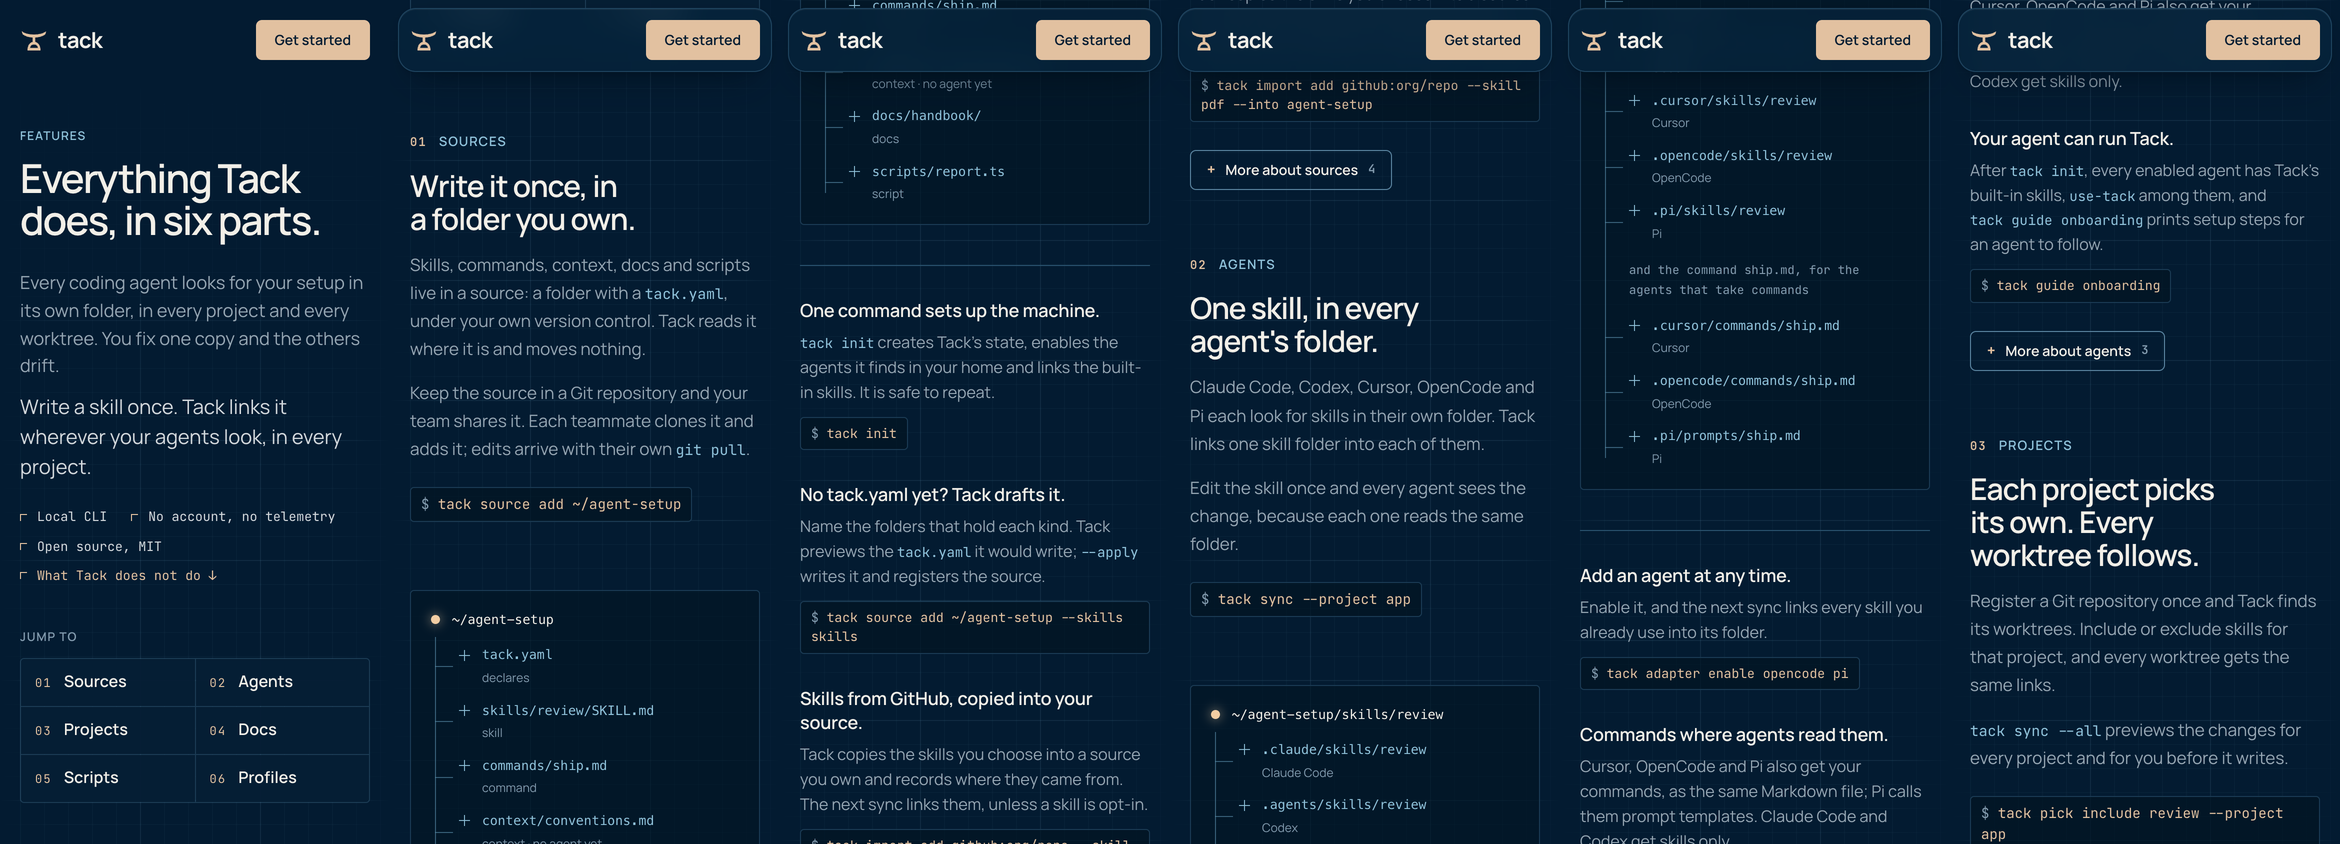 tack
Get started
FEATURES
Everything Tack
does, in six parts.
Every coding agent looks for your setup in
its own folder, in every project and every
worktree. You fix one copy and the others
drift.
Write a skill once. Tack links it
wherever your agents look, in every
project.
Local CLI
No account, no telemetry
Open source, MIT
What Tack does not do ↓
JUMP TO
01 Sources
02 Agents
03 Projects
04 Docs
05 Scripts
06 Profiles
tack
Get started
01 SOURCES
Write it once, in
a folder you own.
Skills, commands, context, docs and scripts
live in a source: a folder with a tack.yaml,
under your own version control. Tack reads it
where it is and moves nothing.
Keep the source in a Git repository and your
team shares it. Each teammate clones it and
adds it; edits arrive with their own git pull.
$ tack source add ~/agent-setup
~/agent-setup
+ tack.yaml
declares
+ skills/review/SKILL.md
skill
+ commands/ship.md
command
+ context/conventions.md
context · no agent yet
commands/ship.md
tack
Get started
context · no agent yet
+ docs/handbook/
docs
+ scripts/report.ts
script
One command sets up the machine.
tack init creates Tack's state, enables the
agents it finds in your home and links the built-
in skills. It is safe to repeat.
$ tack init
No tack.yaml yet? Tack drafts it.
Name the folders that hold each kind. Tack
previews the tack.yaml it would write; --apply
writes it and registers the source.
$ tack source add ~/agent-setup --skills
skills
Skills from GitHub, copied into your
source.
Tack copies the skills you choose into a source
you own and records where they came from.
The next sync links them, unless a skill is opt-in.
$ tack import add github:org/repo --skill
tack
Get started
$ tack import add github:org/repo --skill
pdf --into agent-setup
+ More about sources 4
02 AGENTS
One skill, in every
agent's folder.
Claude Code, Codex, Cursor, OpenCode and
Pi each look for skills in their own folder. Tack
links one skill folder into each of them.
Edit the skill once and every agent sees the
change, because each one reads the same
folder.
$ tack sync --project app
~/agent-setup/skills/review
+ .claude/skills/review
Claude Code
+ .agents/skills/review
Codex
tack
Get started
+ .cursor/skills/review
Cursor
+ .opencode/skills/review
OpenCode
+ .pi/skills/review
Pi
and the command ship.md, for the
agents that take commands
+ .cursor/commands/ship.md
Cursor
+ .opencode/commands/ship.md
OpenCode
+ .pi/prompts/ship.md
Pi
Add an agent at any time.
Enable it, and the next sync links every skill you
already use into its folder.
$ tack adapter enable opencode pi
Commands where agents read them.
Cursor, OpenCode and Pi also get your
commands, as the same Markdown file; Pi calls
them prompt templates. Claude Code and
Codex get skills only.
Cursor, OpenCode and Pi also get your
tack
Get started
Codex get skills only.
Your agent can run Tack.
After tack init, every enabled agent has Tack's
built-in skills, use-tack among them, and
tack guide onboarding prints setup steps for
an agent to follow.
$ tack guide onboarding
+ More about agents 3
03 PROJECTS
Each project picks
its own. Every
worktree follows.
Register a Git repository once and Tack finds
its worktrees. Include or exclude skills for
that project, and every worktree gets the
same links.
tack sync --all previews the changes for
every project and for you before it writes.
$ tack pick include review --project
app